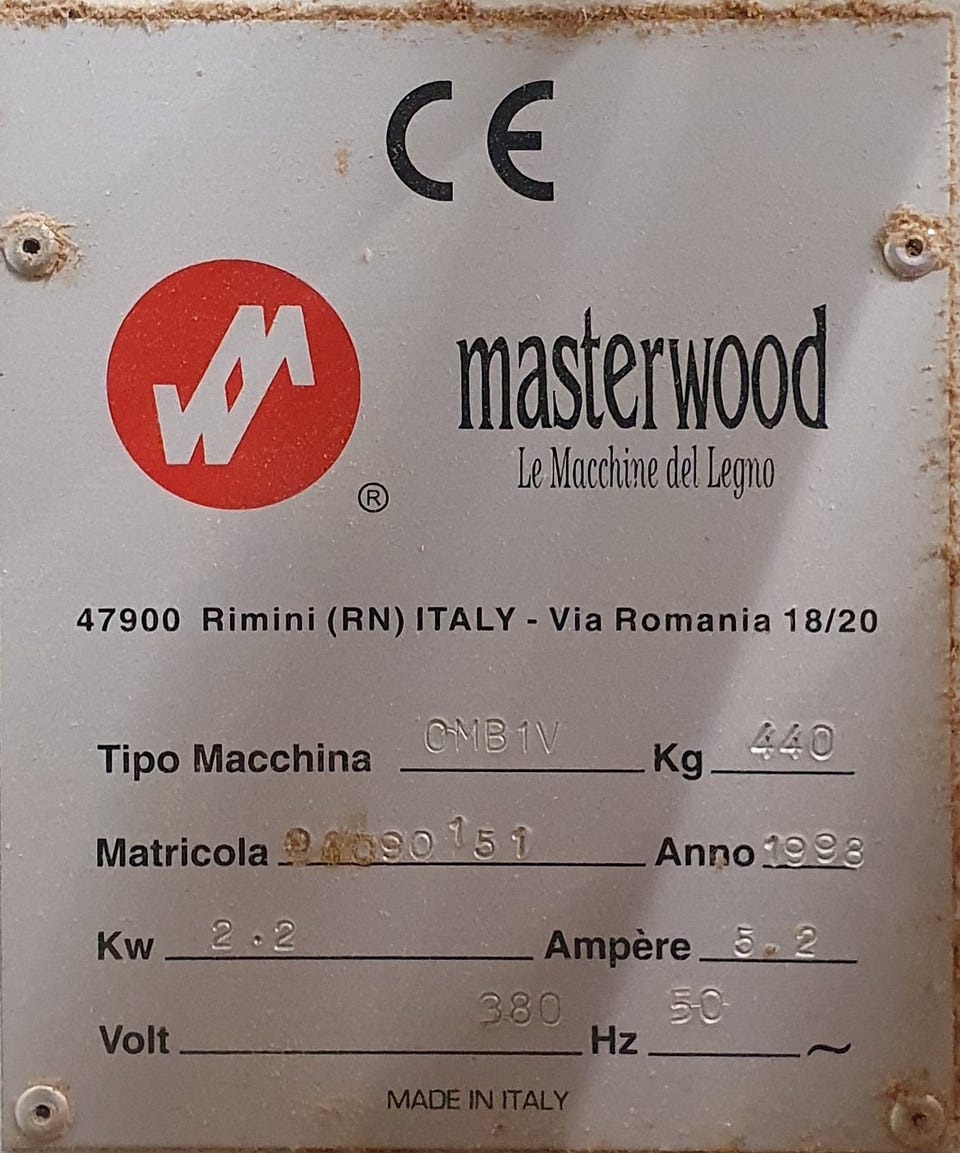 CE
®
masterwood
Le Macchine del Legno
47900 Rimini (RN) ITALY - Via Romania 18/20
Tipo Macchina OMB1V Kg 440
Matricola Anno 1998
Kw 2.2 Ampère 5.2
Volt 380 Hz 50 ~
MADE IN ITALY